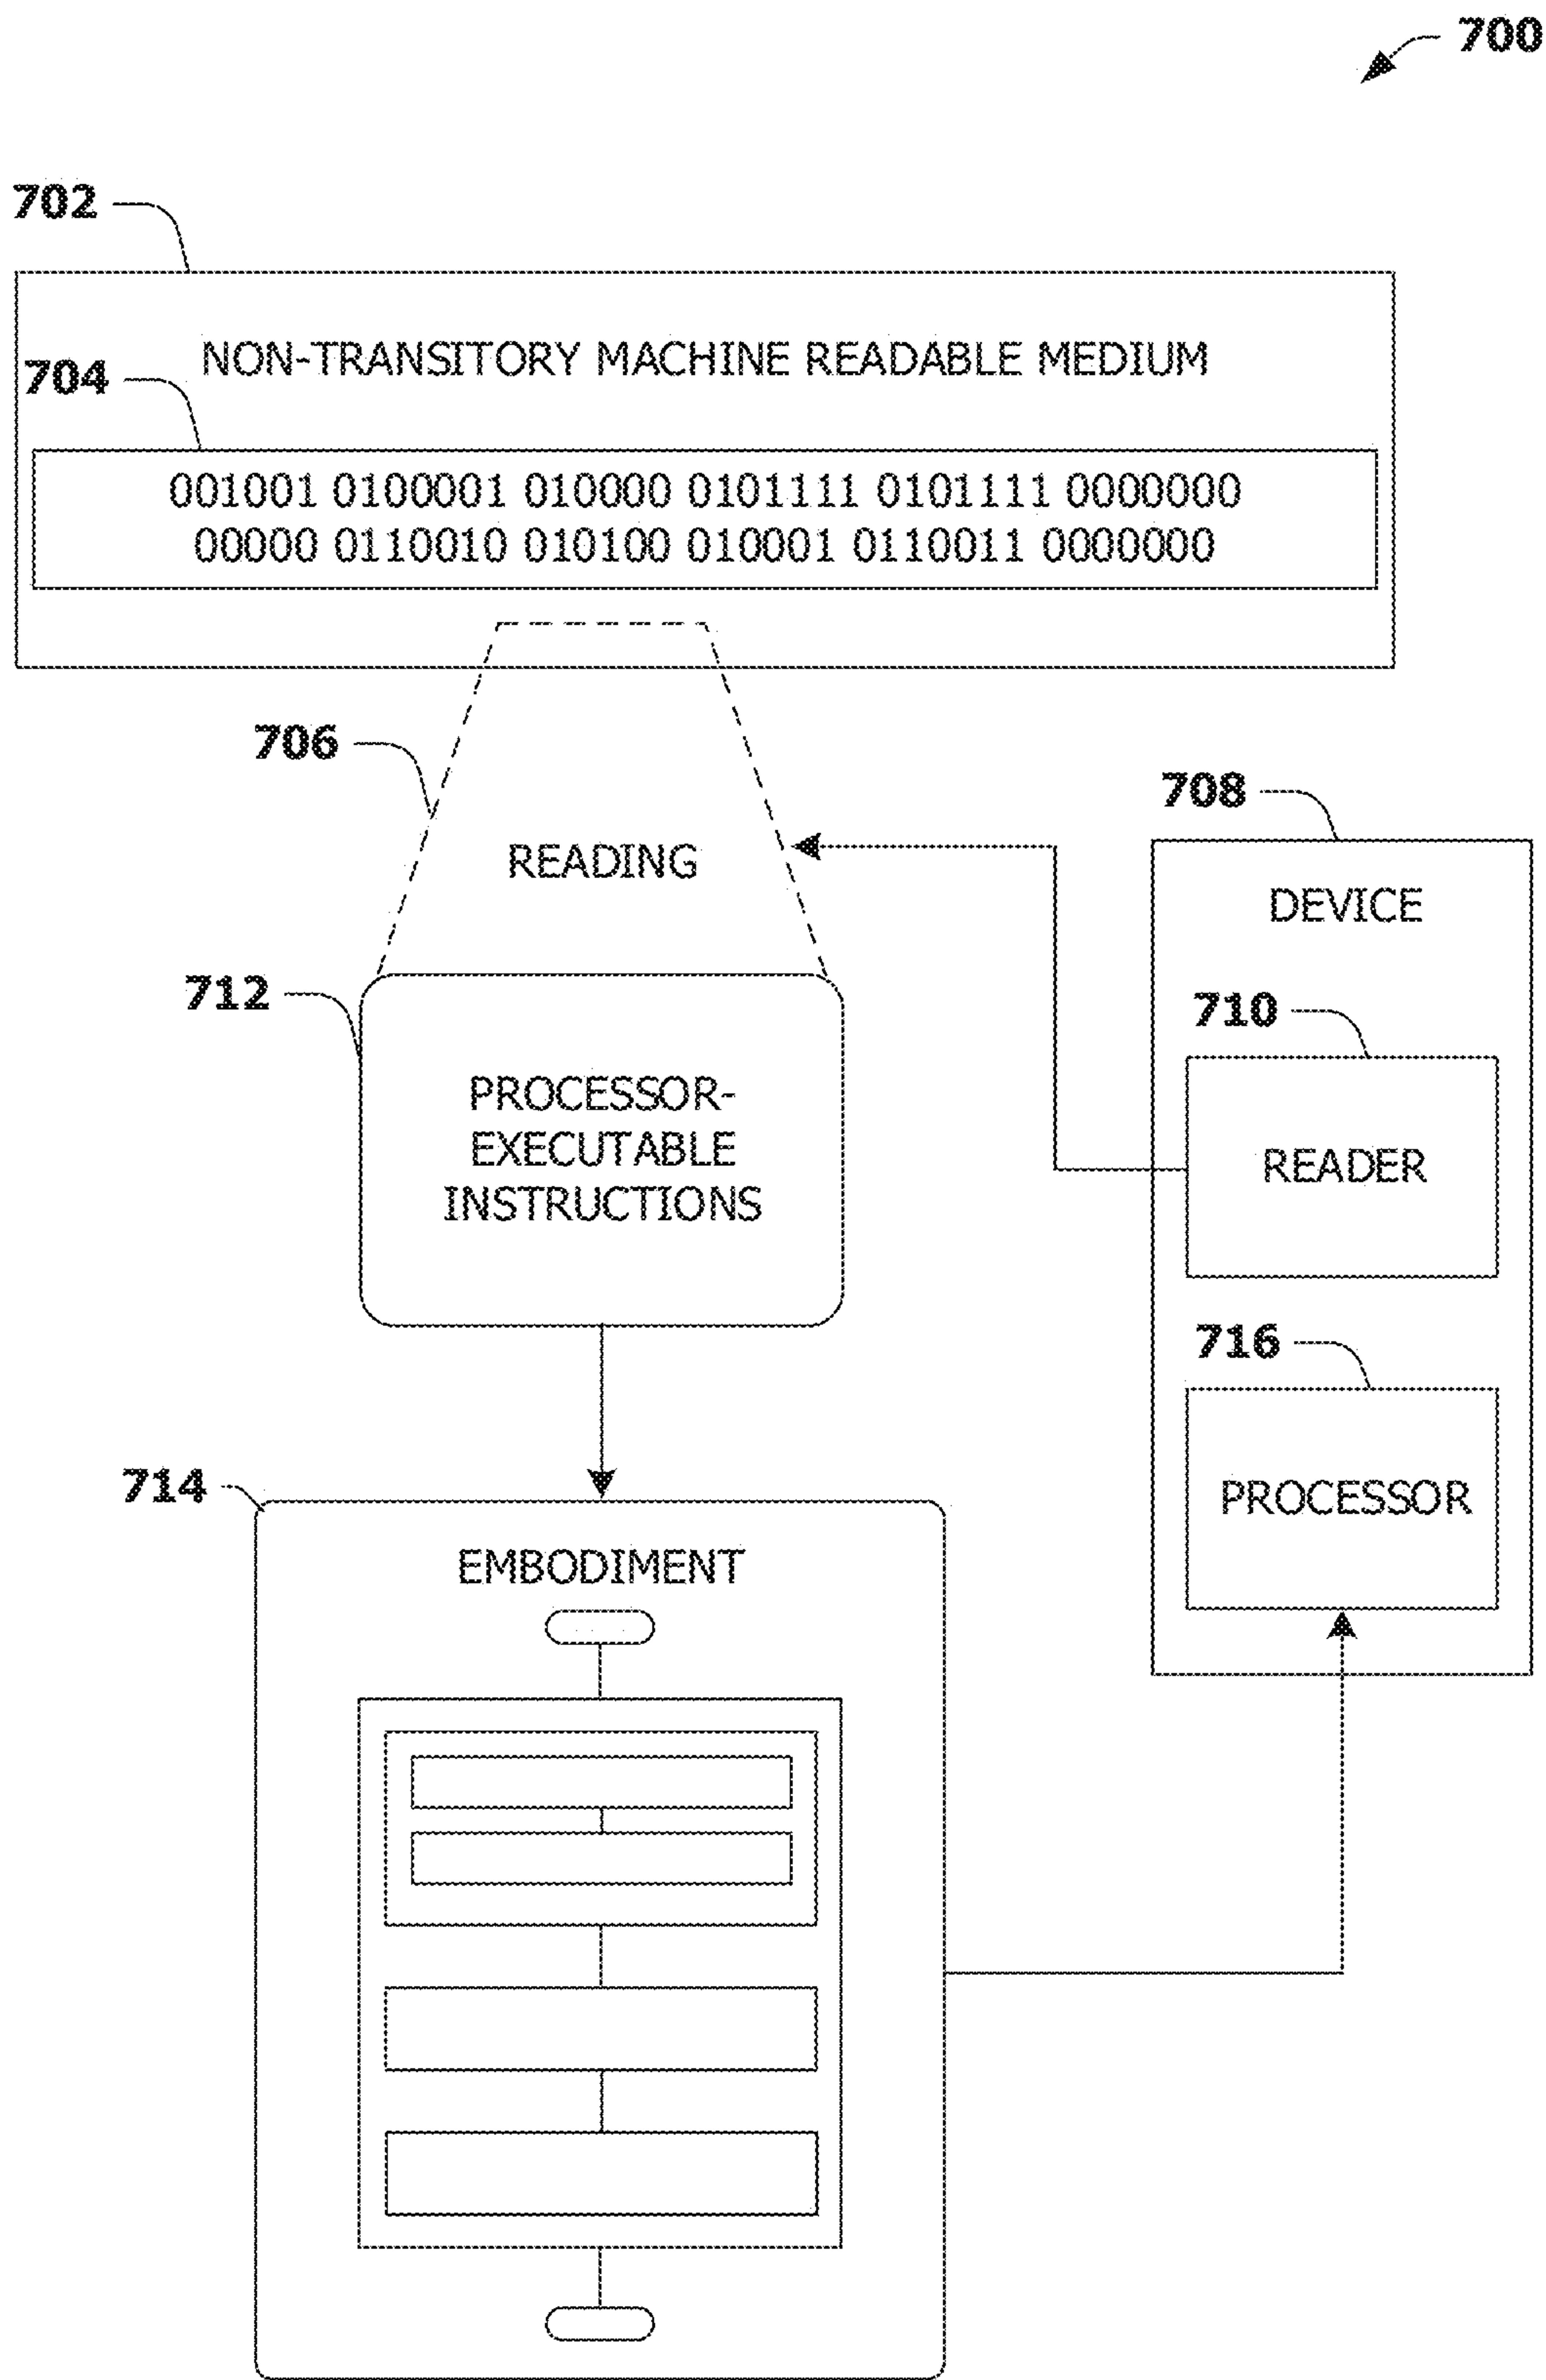 700
702
NON-TRANSITORY MACHINE READABLE MEDIUM
704
001001 0100001 010000 0101111 0101111 0000000
00000 0110010 010100 010001 0110011 0000000
706
READING
708
DEVICE
710
READER
712
PROCESSOR-
EXECUTABLE
INSTRUCTIONS
716
PROCESSOR
714
EMBODIMENT